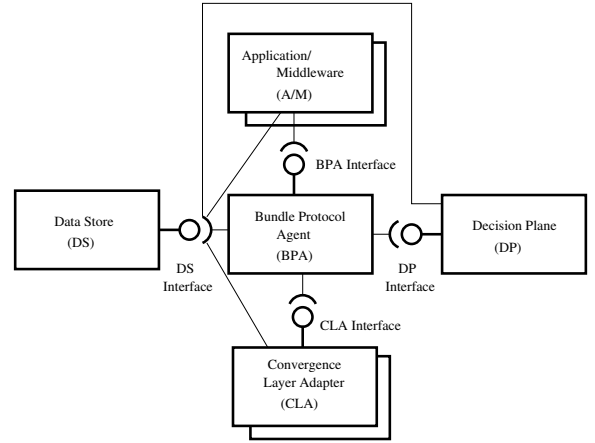 Application/
Middleware
(A/M)
BPA Interface
Data Store
(DS)
Bundle Protocol
Agent
(BPA)
Decision Plane
(DP)
DS
Interface
DP
Interface
CLA Interface
Convergence
Layer Adapter
(CLA)